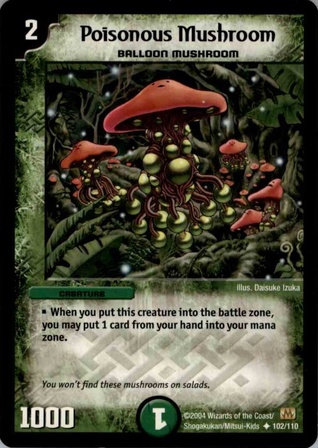 2
Poisonous Mushroom
BALLOON MUSHROOM
Illus. Daisuke Izuka
CREATURE
▪ When you put this creature into the battle zone,
you may put 1 card from your hand into your mana
zone.
You won't find these mushrooms on salads.
1000
1
©2004 Wizards of the Coast/
Shogakukan/Mitsui-Kids ♦ 102/110